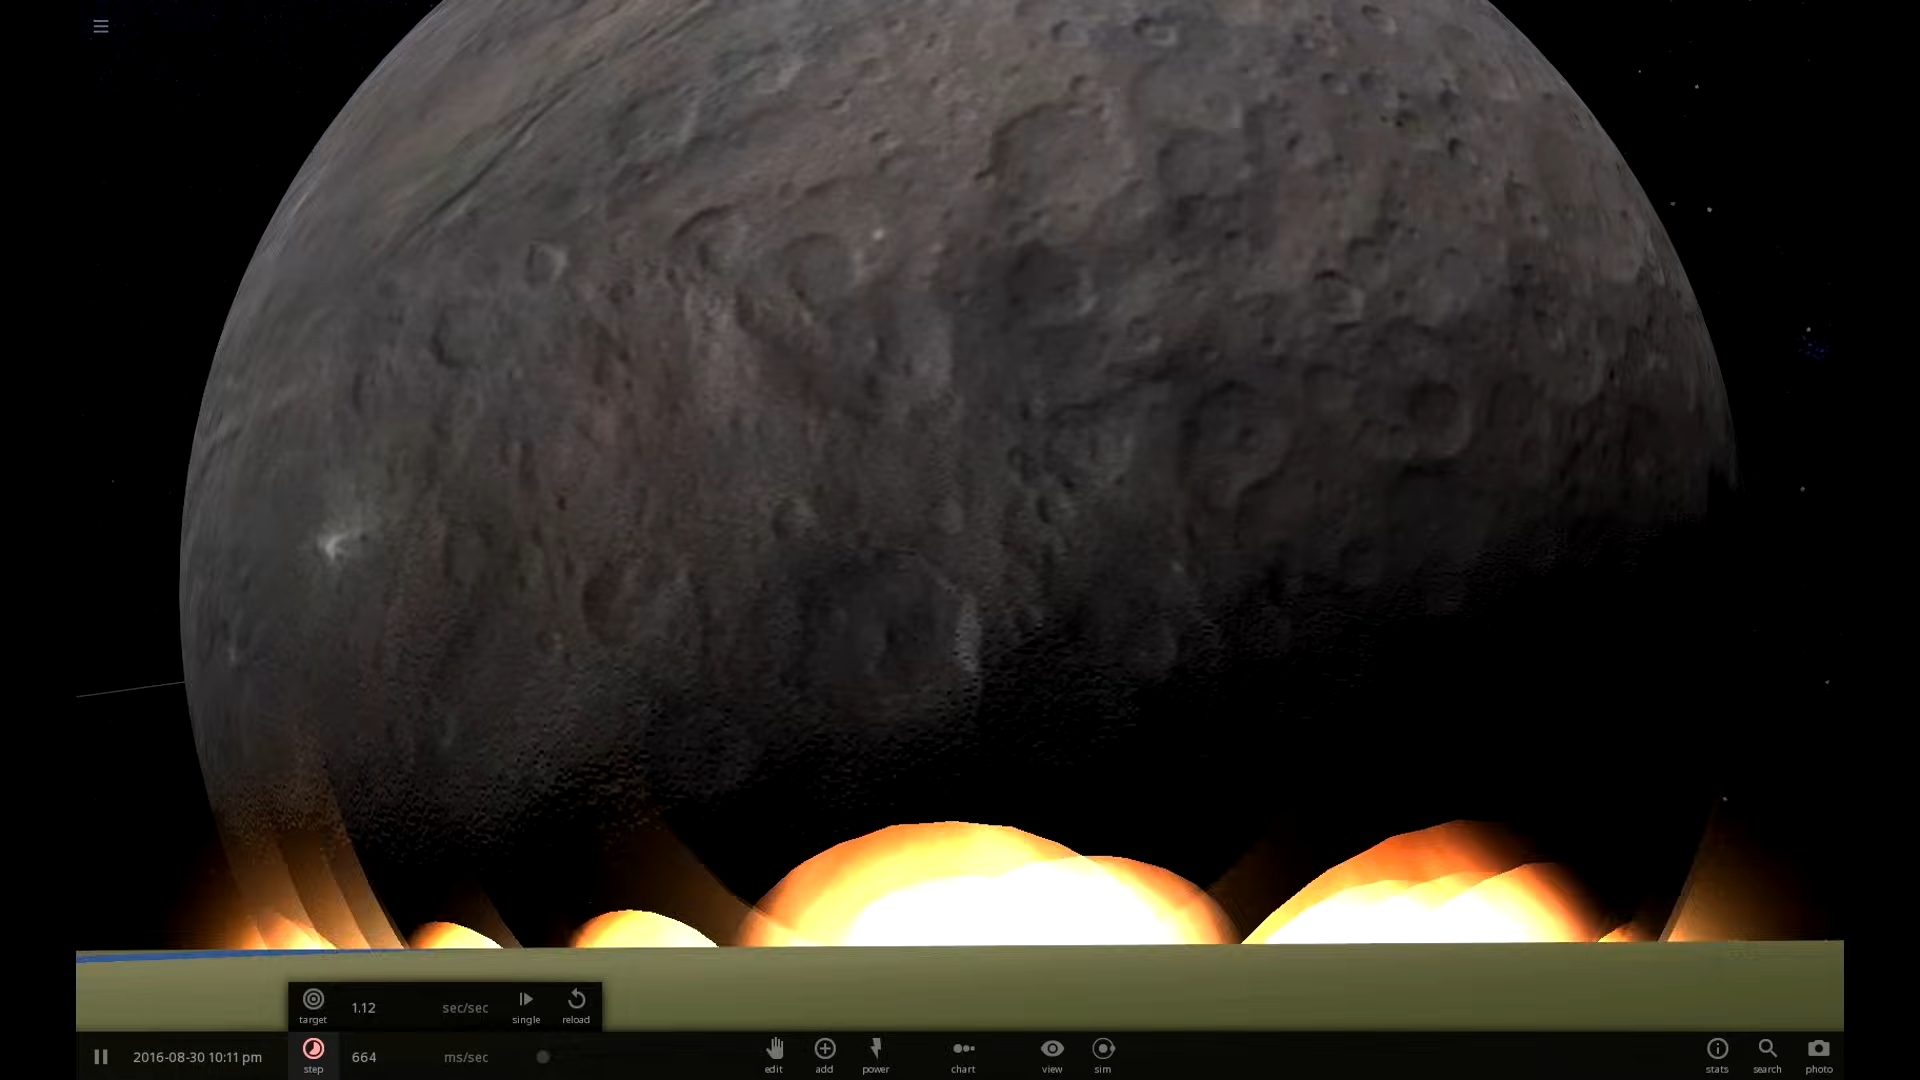 1.12 sec/sec
target single reload
2016-08-30 10:11 pm 664 ms/sec
step edit add power chart view sim stats search photo